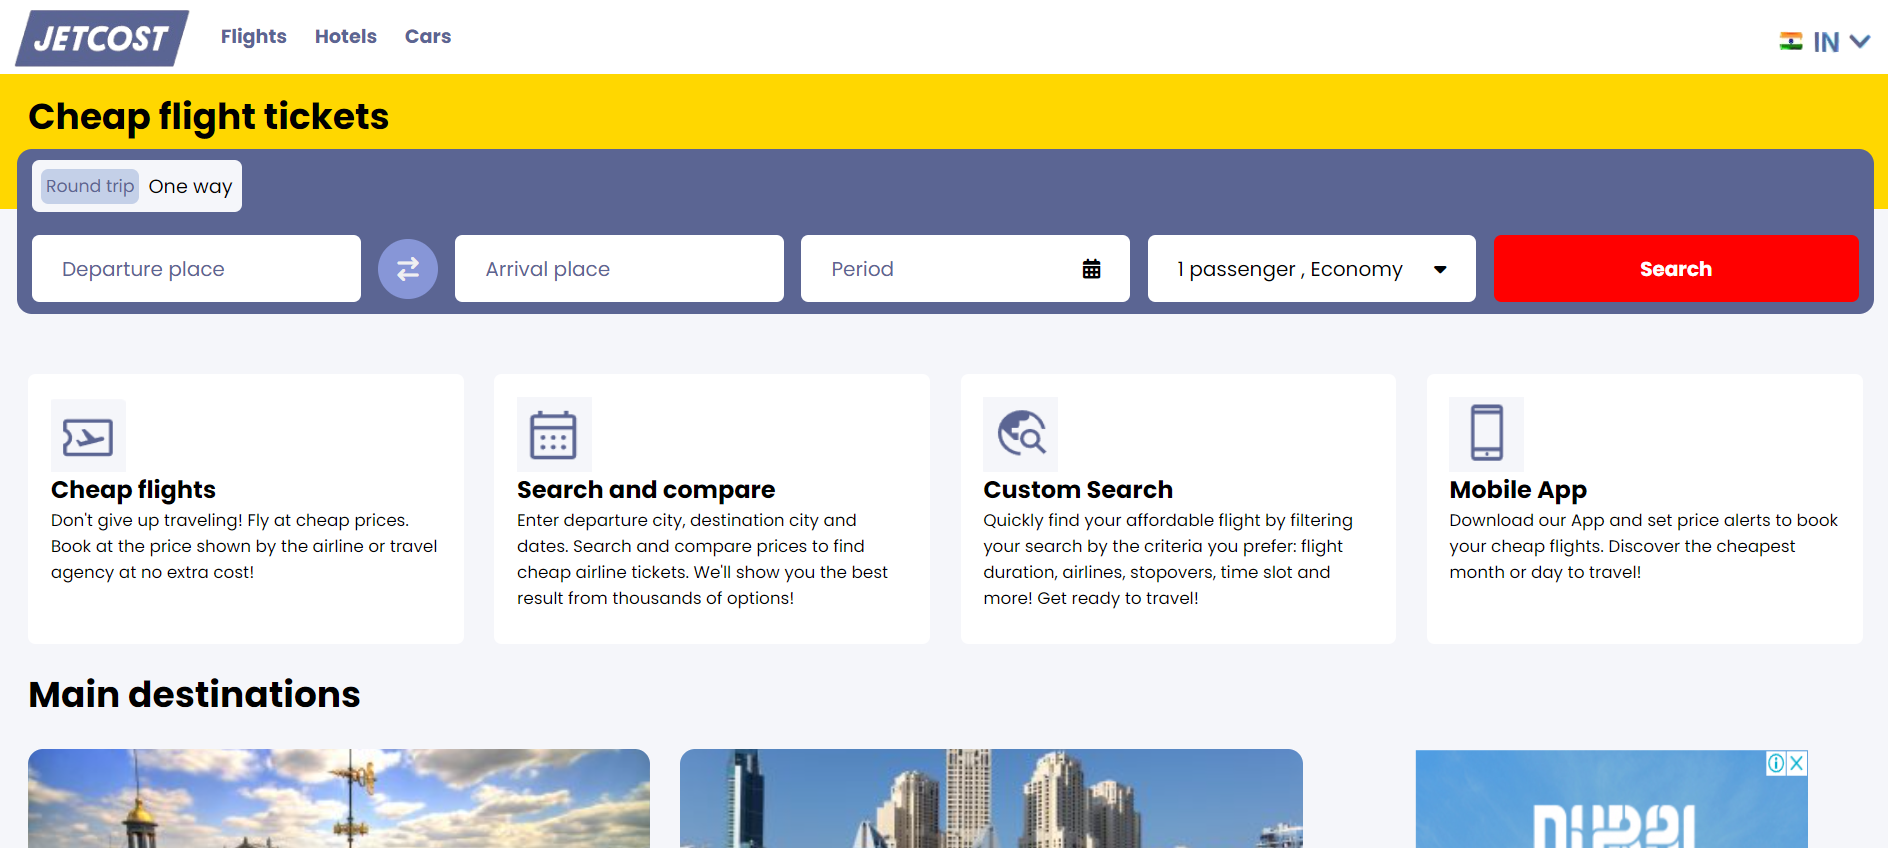 JETCOST
Flights
Hotels
Cars
IN
Cheap flight tickets
Round trip
One way
Departure place
Arrival place
Period
1 passenger , Economy
Search
Cheap flights
Don't give up traveling! Fly at cheap prices.
Book at the price shown by the airline or travel
agency at no extra cost!
Search and compare
Enter departure city, destination city and
dates. Search and compare prices to find
cheap airline tickets. We'll show you the best
result from thousands of options!
Custom Search
Quickly find your affordable flight by filtering
your search by the criteria you prefer: flight
duration, airlines, stopovers, time slot and
more! Get ready to travel!
Mobile App
Download our App and set price alerts to book
your cheap flights. Discover the cheapest
month or day to travel!
Main destinations